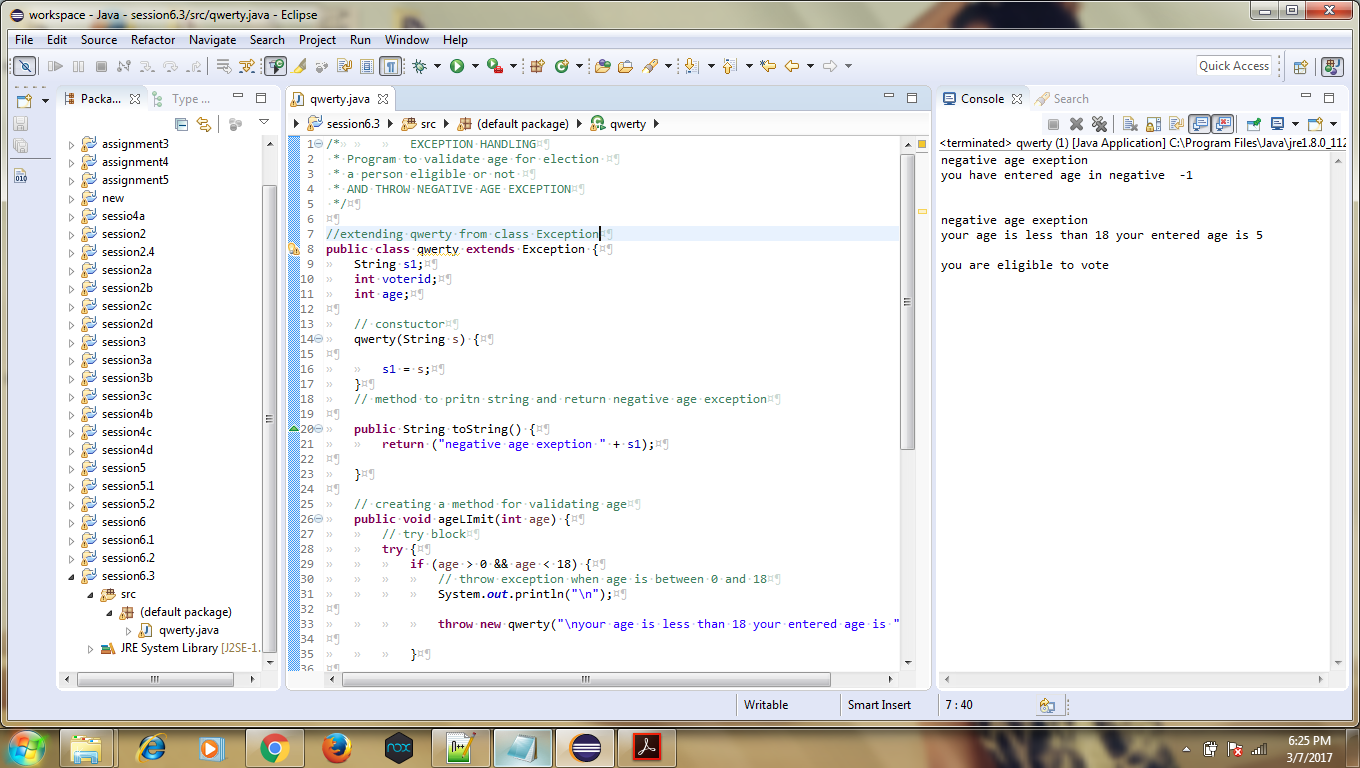 workspace - Java - session6.3/src/qwerty.java - Eclipse
File Edit Source Refactor Navigate Search Project Run Window Help
Quick Access
Packa...
Type ...
assignment3
assignment4
assignment5
new
sessio4a
session2
session2.4
session2a
session2b
session2c
session2d
session3
session3a
session3b
session3c
session4b
session4c
session4d
session5
session5.1
session5.2
session6
session6.1
session6.2
session6.3
src
(default package)
qwerty.java
JRE System Library [J2SE-1.
qwerty.java
session6.3 src (default package) qwerty
1 /*» » EXCEPTION HANDLING¤¶
2 * Program to validate age for election ¤¶
3 * a person eligible or not ¤¶
4 * AND THROW NEGATIVE AGE EXCEPTION¤¶
5 */¤¶
6 ¤¶
7 //extending qwerty from class Exception¤¶
8 public class qwerty extends Exception {¤¶
9 » String s1;¤¶
10 » int voterid;¤¶
11 » int age;¤¶
12 ¤¶
13 » // constuctor¤¶
14 » qwerty(String s) {¤¶
15 ¤¶
16 » » s1 = s;¤¶
17 » }¤¶
18 » // method to pritn string and return negative age exception¤¶
19 ¤¶
20 » public String toString() {¤¶
21 » » return ("negative age exeption " + s1);¤¶
22 ¤¶
23 » }¤¶
24 ¤¶
25 » // creating a method for validating age¤¶
26 » public void ageLImit(int age) {¤¶
27 » » // try block¤¶
28 » » try {¤¶
29 » » » if (age > 0 && age < 18) {¤¶
30 » » » » // throw exception when age is between 0 and 18¤¶
31 » » » » System.out.println("\n");¤¶
32 ¤¶
33 » » » » throw new qwerty("\nyour age is less than 18 your entered age is "
34 ¤¶
35 » » » }¤¶
36 ¤¶
Console
Search
<terminated> qwerty (1) [Java Application] C:\Program Files\Java\jre1.8.0_112
negative age exeption
you have entered age in negative -1
negative age exeption
your age is less than 18 your entered age is 5
you are eligible to vote
Writable
Smart Insert
7 : 40
nox
6:25 PM
3/7/2017